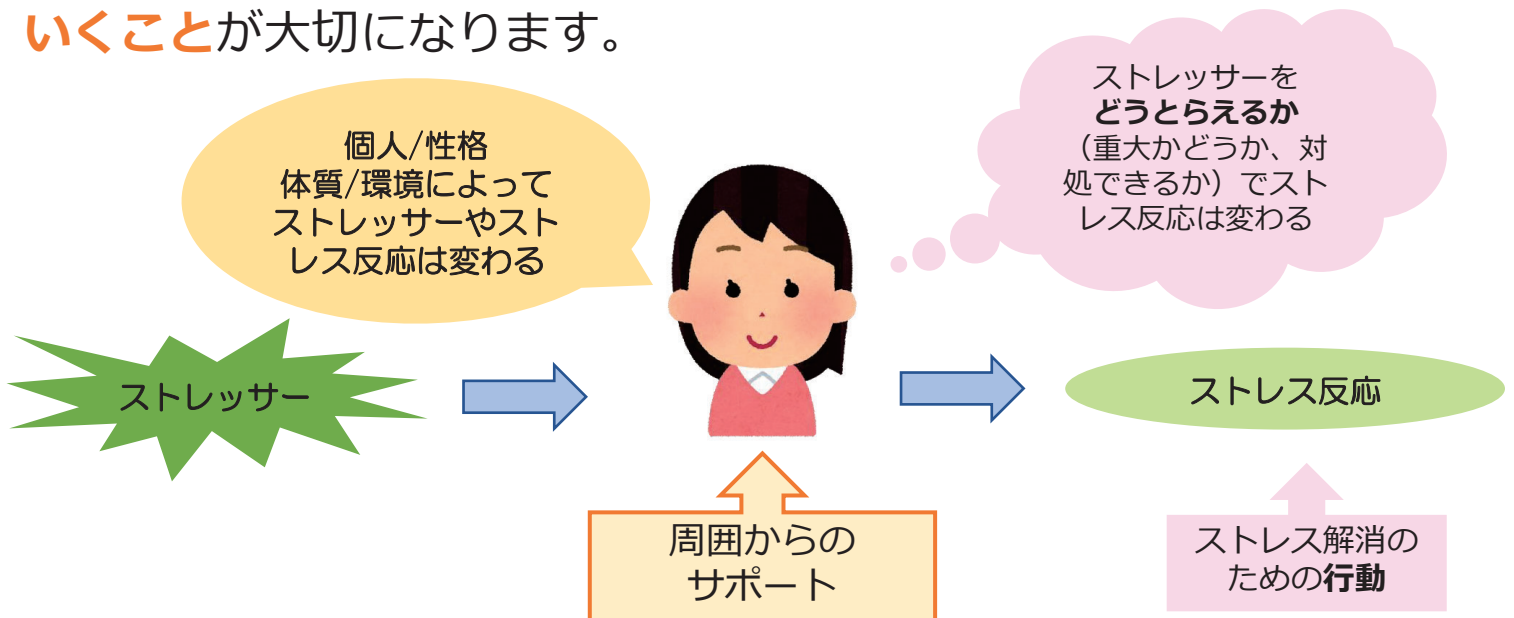 いくことが大切になります。
個人/性格
体質/環境によって
ストレッサーやスト
レス反応は変わる
ストレッサーを
どうとらえるか
（重大かどうか、対
処できるか）でスト
レス反応は変わる
ストレッサー
ストレス反応
周囲からの
サポート
ストレス解消の
ための行動